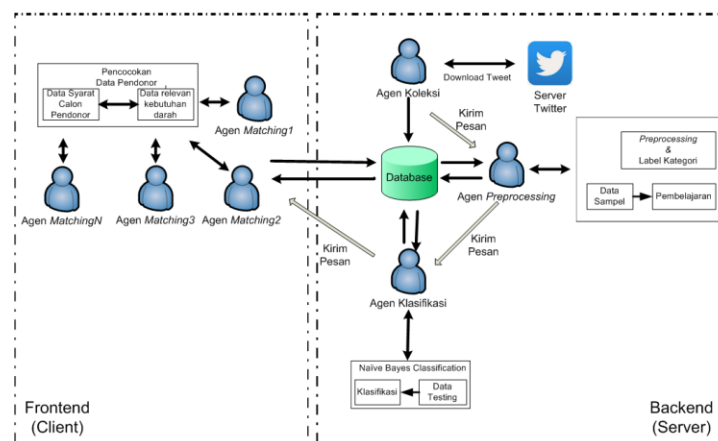 Pencocokan
Data Pendonor
Data Syarat
Calon
Pendonor
Data relevan
kebutuhan
darah
Agen Matching1
Agen MatchingN
Agen Matching3
Agen Matching2
Frontend
(Client)
Agen Koleksi
Download Tweet
Server
Twitter
Kirim
Pesan
Database
Agen Preprocessing
Preprocessing
&
Label Kategori
Data
Sampel
Pembelajaran
Kirim
Pesan
Kirim
Pesan
Agen Klasifikasi
Naïve Bayes Classification
Klasifikasi
Data
Testing
Backend
(Server)